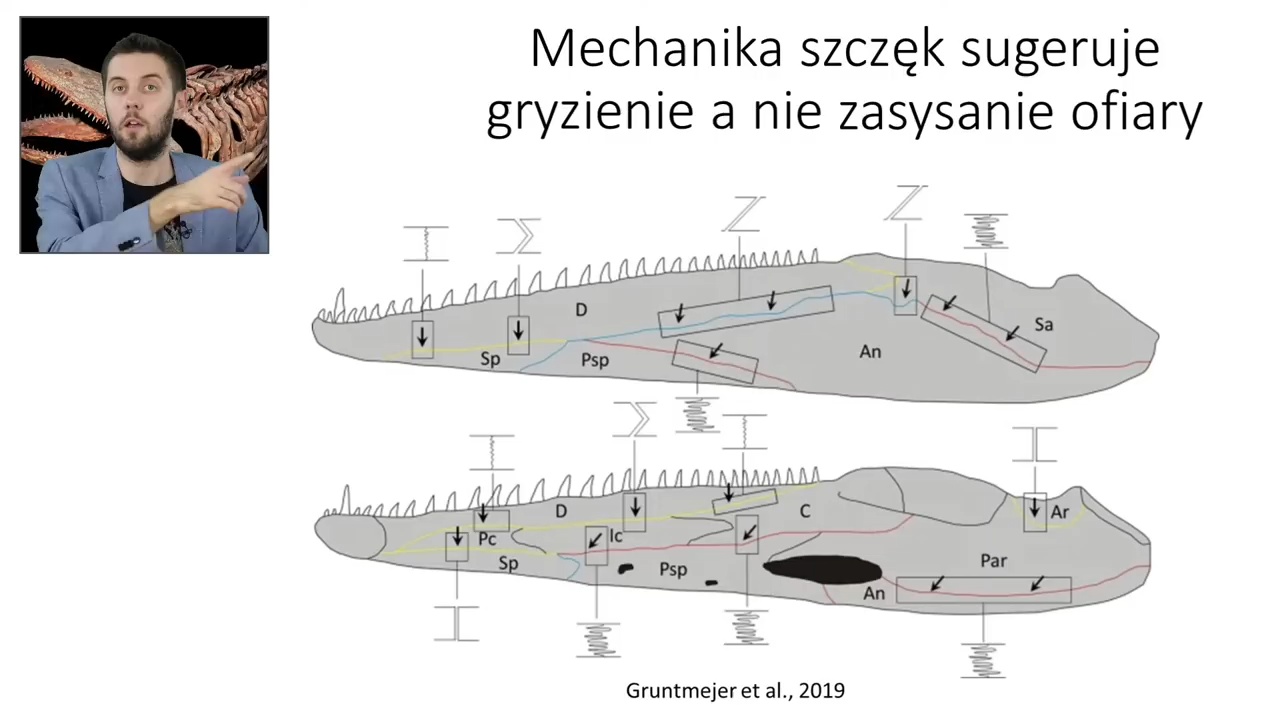 Mechanika szczęk sugeruje
gryzienie a nie zasysanie ofiary
D
Sp
Psp
An
Sa
D
Pc
Ic
C
Ar
Sp
Psp
Par
An
Gruntmejer et al., 2019